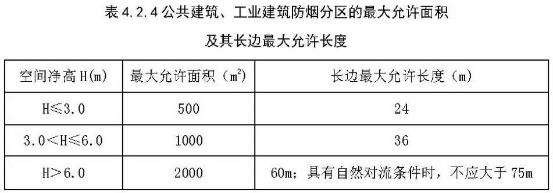 表4.2.4公共建筑、工业建筑防烟分区的最大允许面积
及其长边最大允许长度
空间净高H(m) 最大允许面积（m²） 长边最大允许长度（m）
H≤3.0 500 24
3.0＜H≤6.0 1000 36
H＞6.0 2000 60m；具有自然对流条件时，不应大于75m